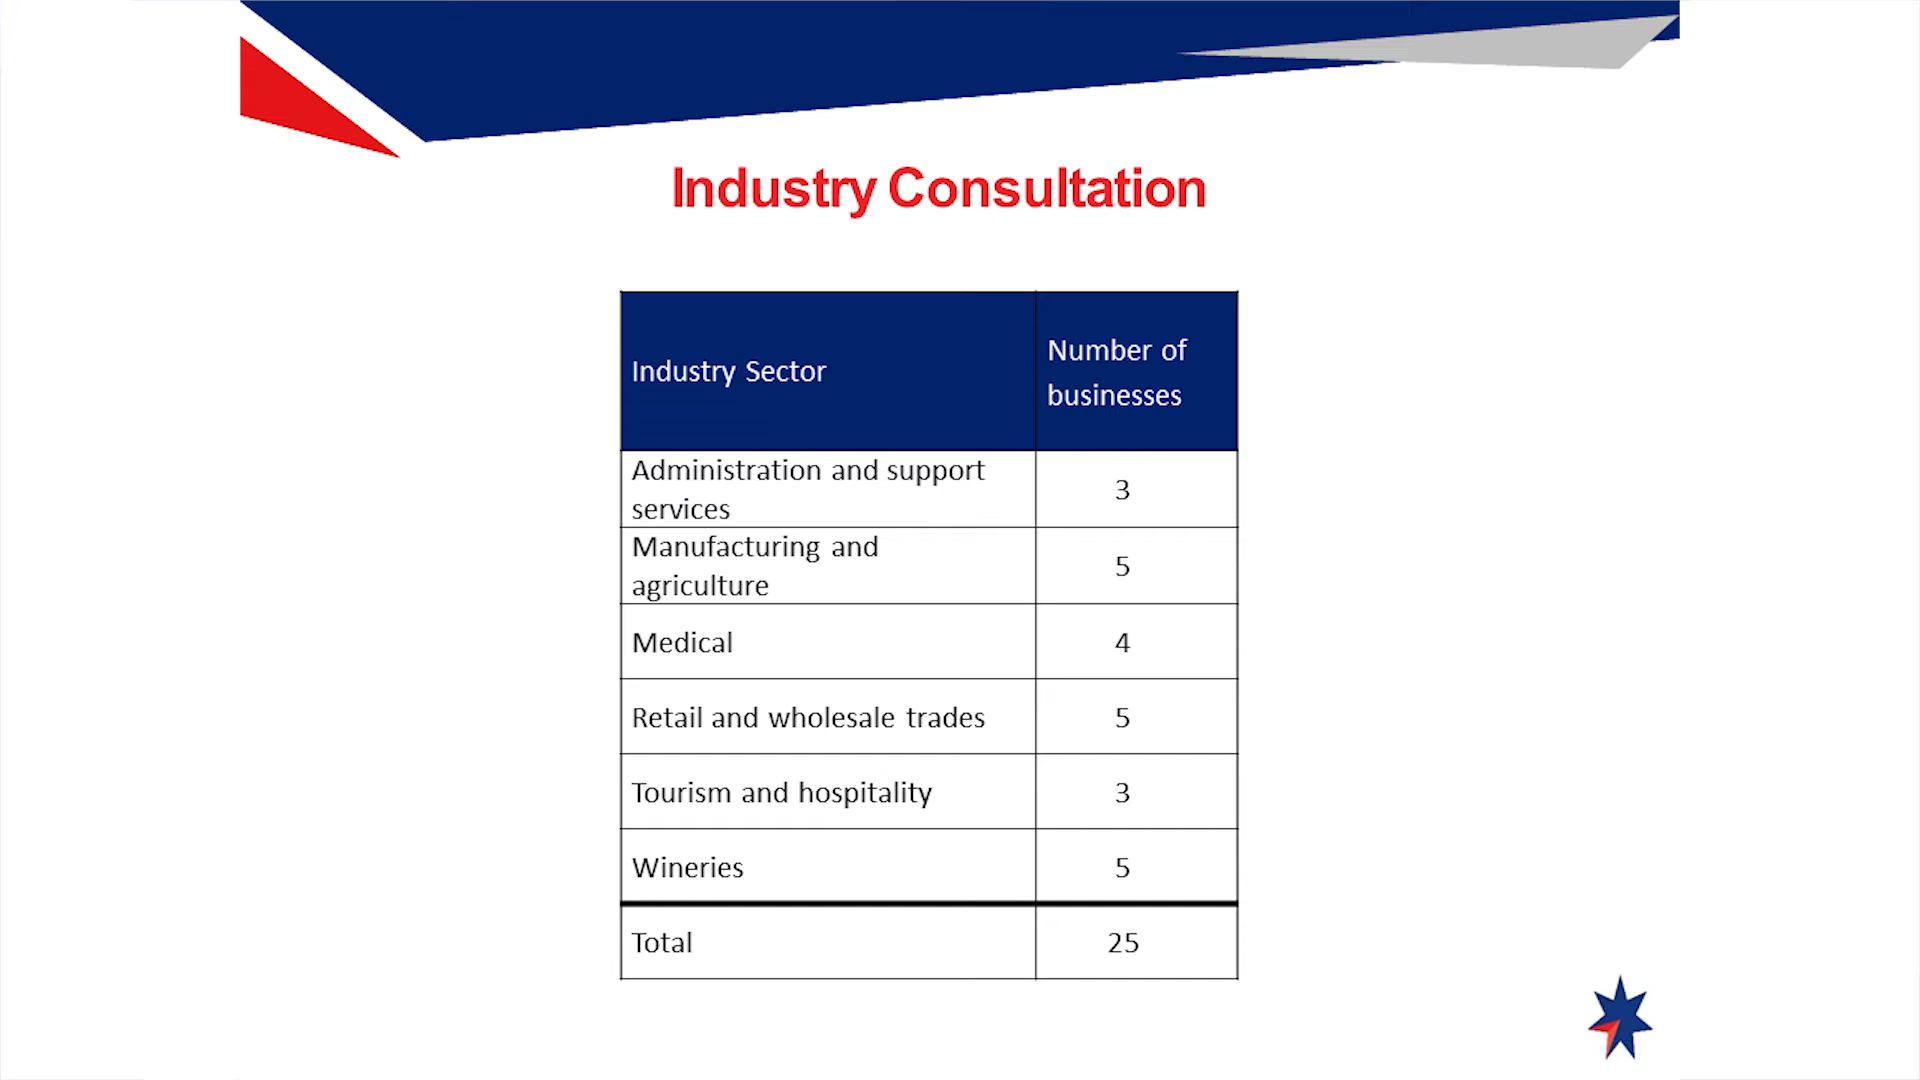 Industry Consultation
Industry Sector
Number of
businesses
Administration and support
services
3
Manufacturing and
agriculture
5
Medical
4
Retail and wholesale trades
5
Tourism and hospitality
3
Wineries
5
Total
25